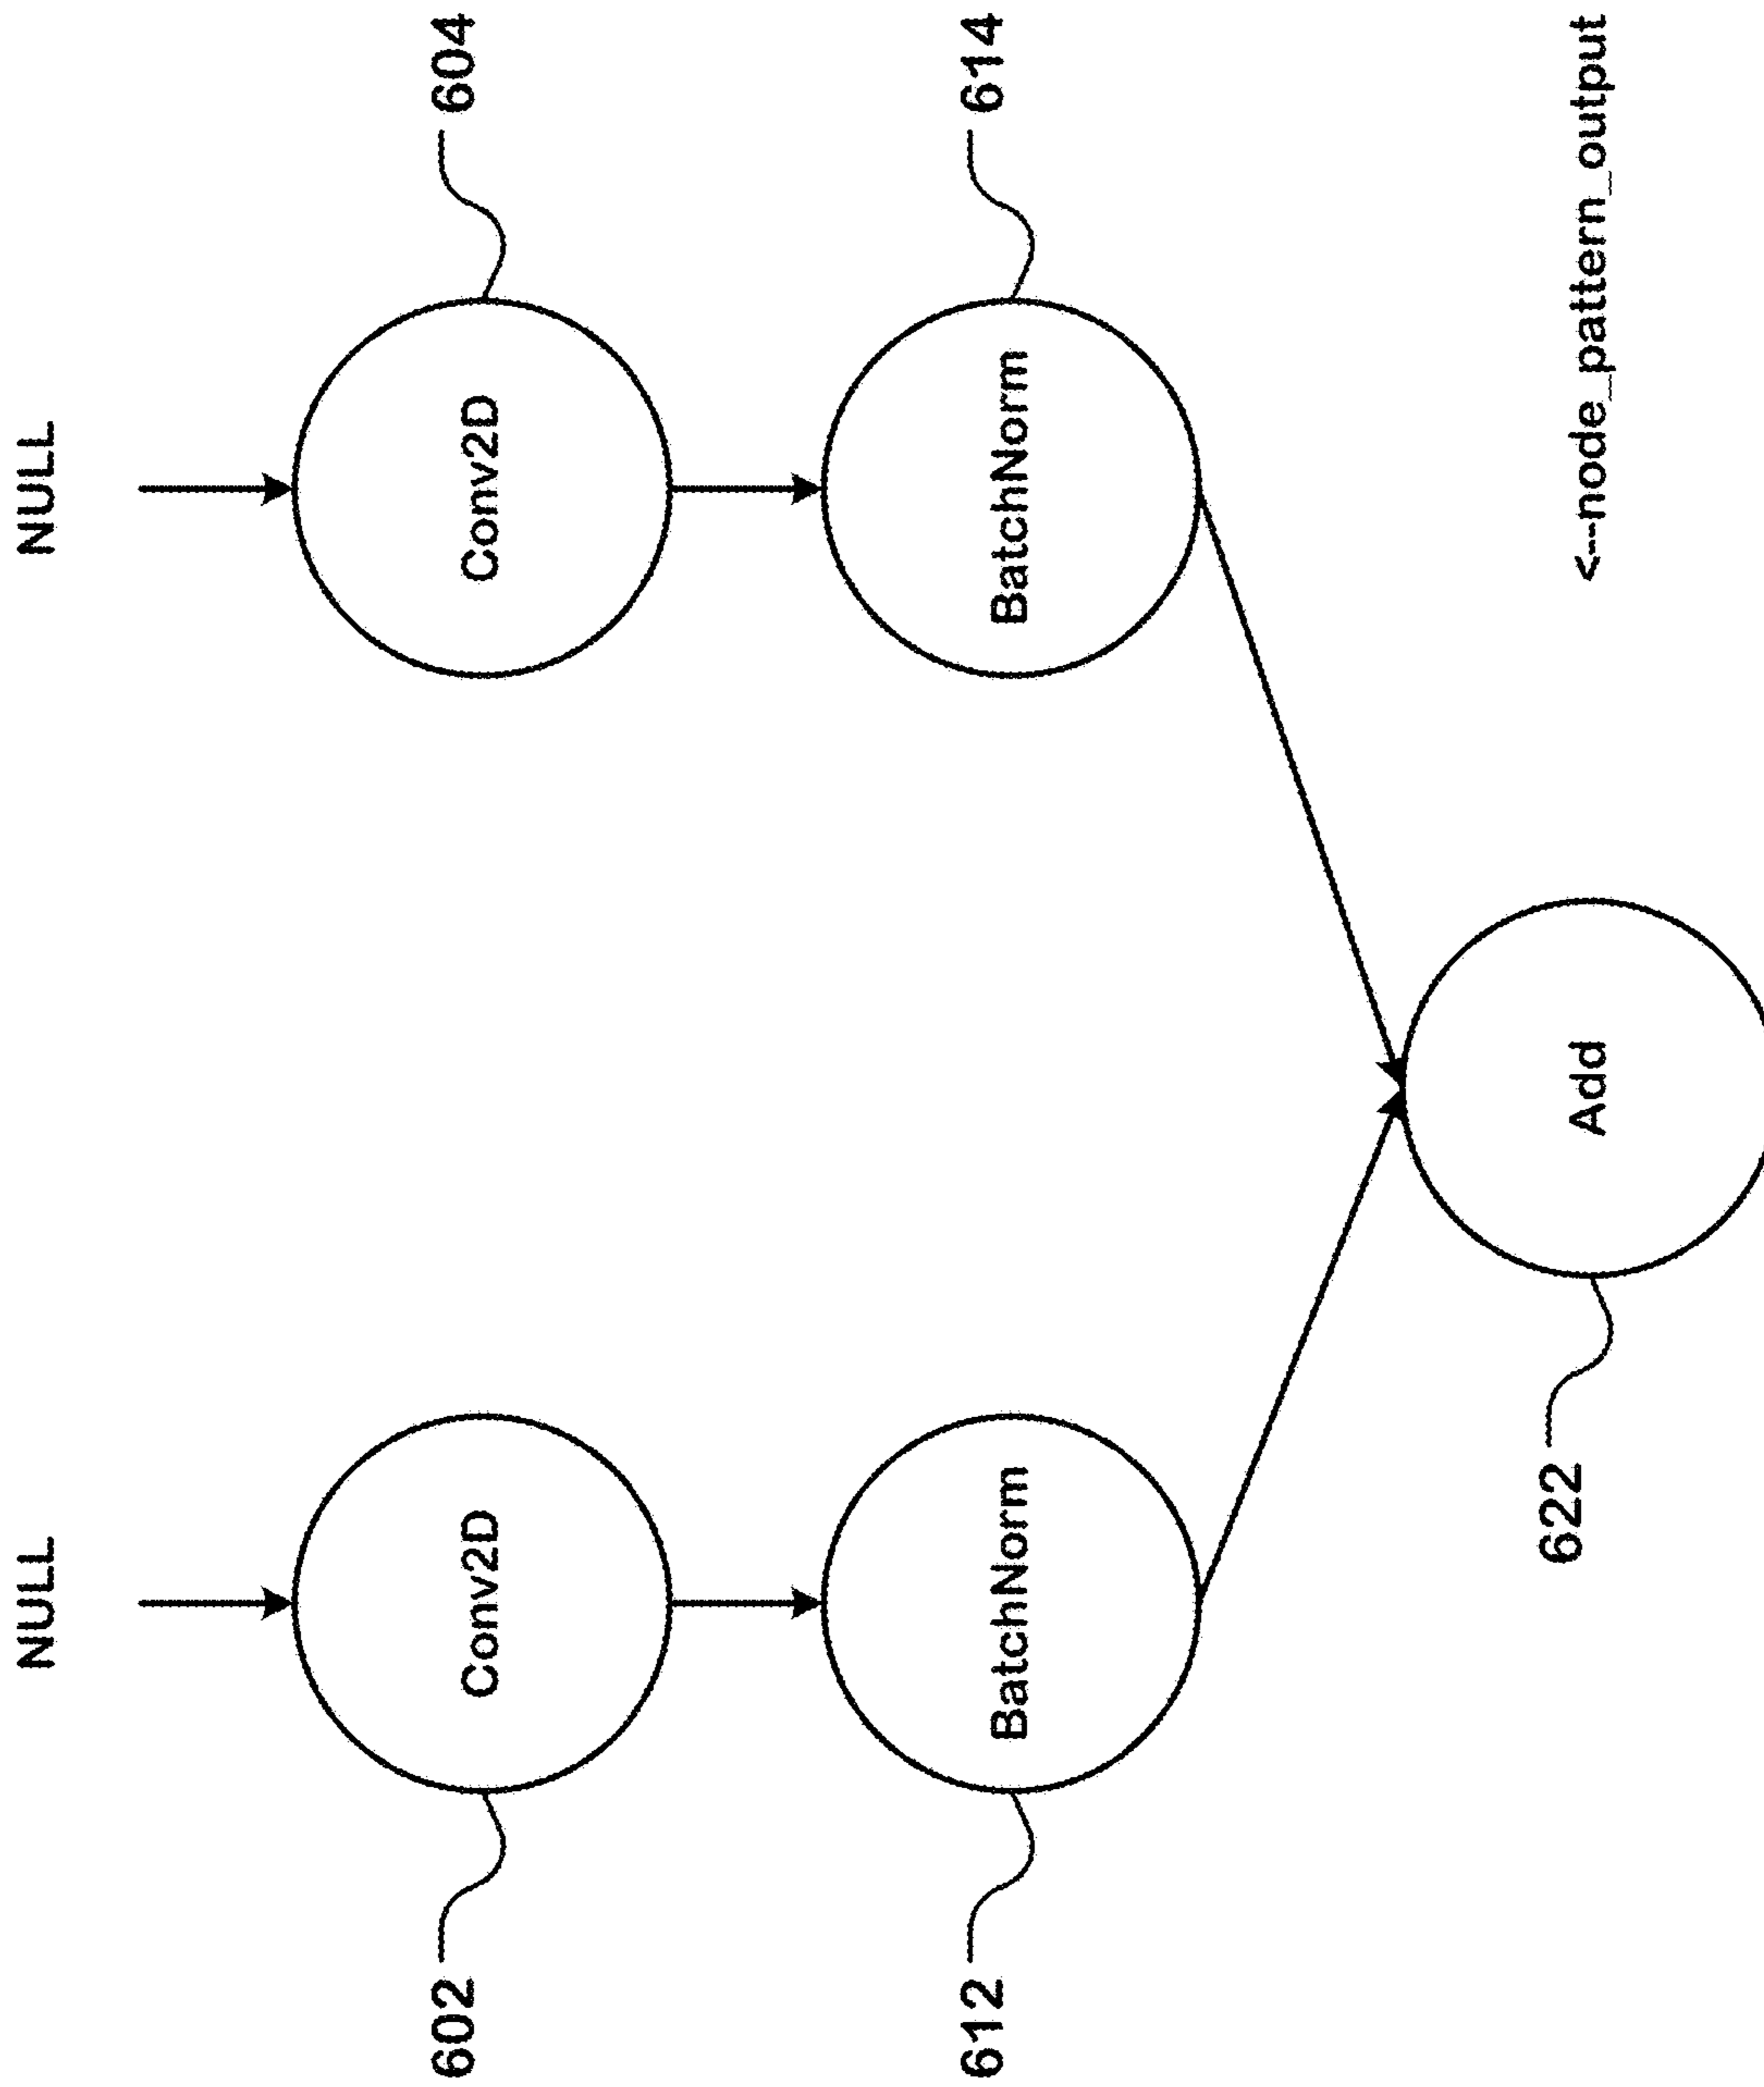 NULL
NULL
602
Conv2D
Conv2D
604
612
BatchNorm
BatchNorm
614
622
Add
<--node_pattern_output